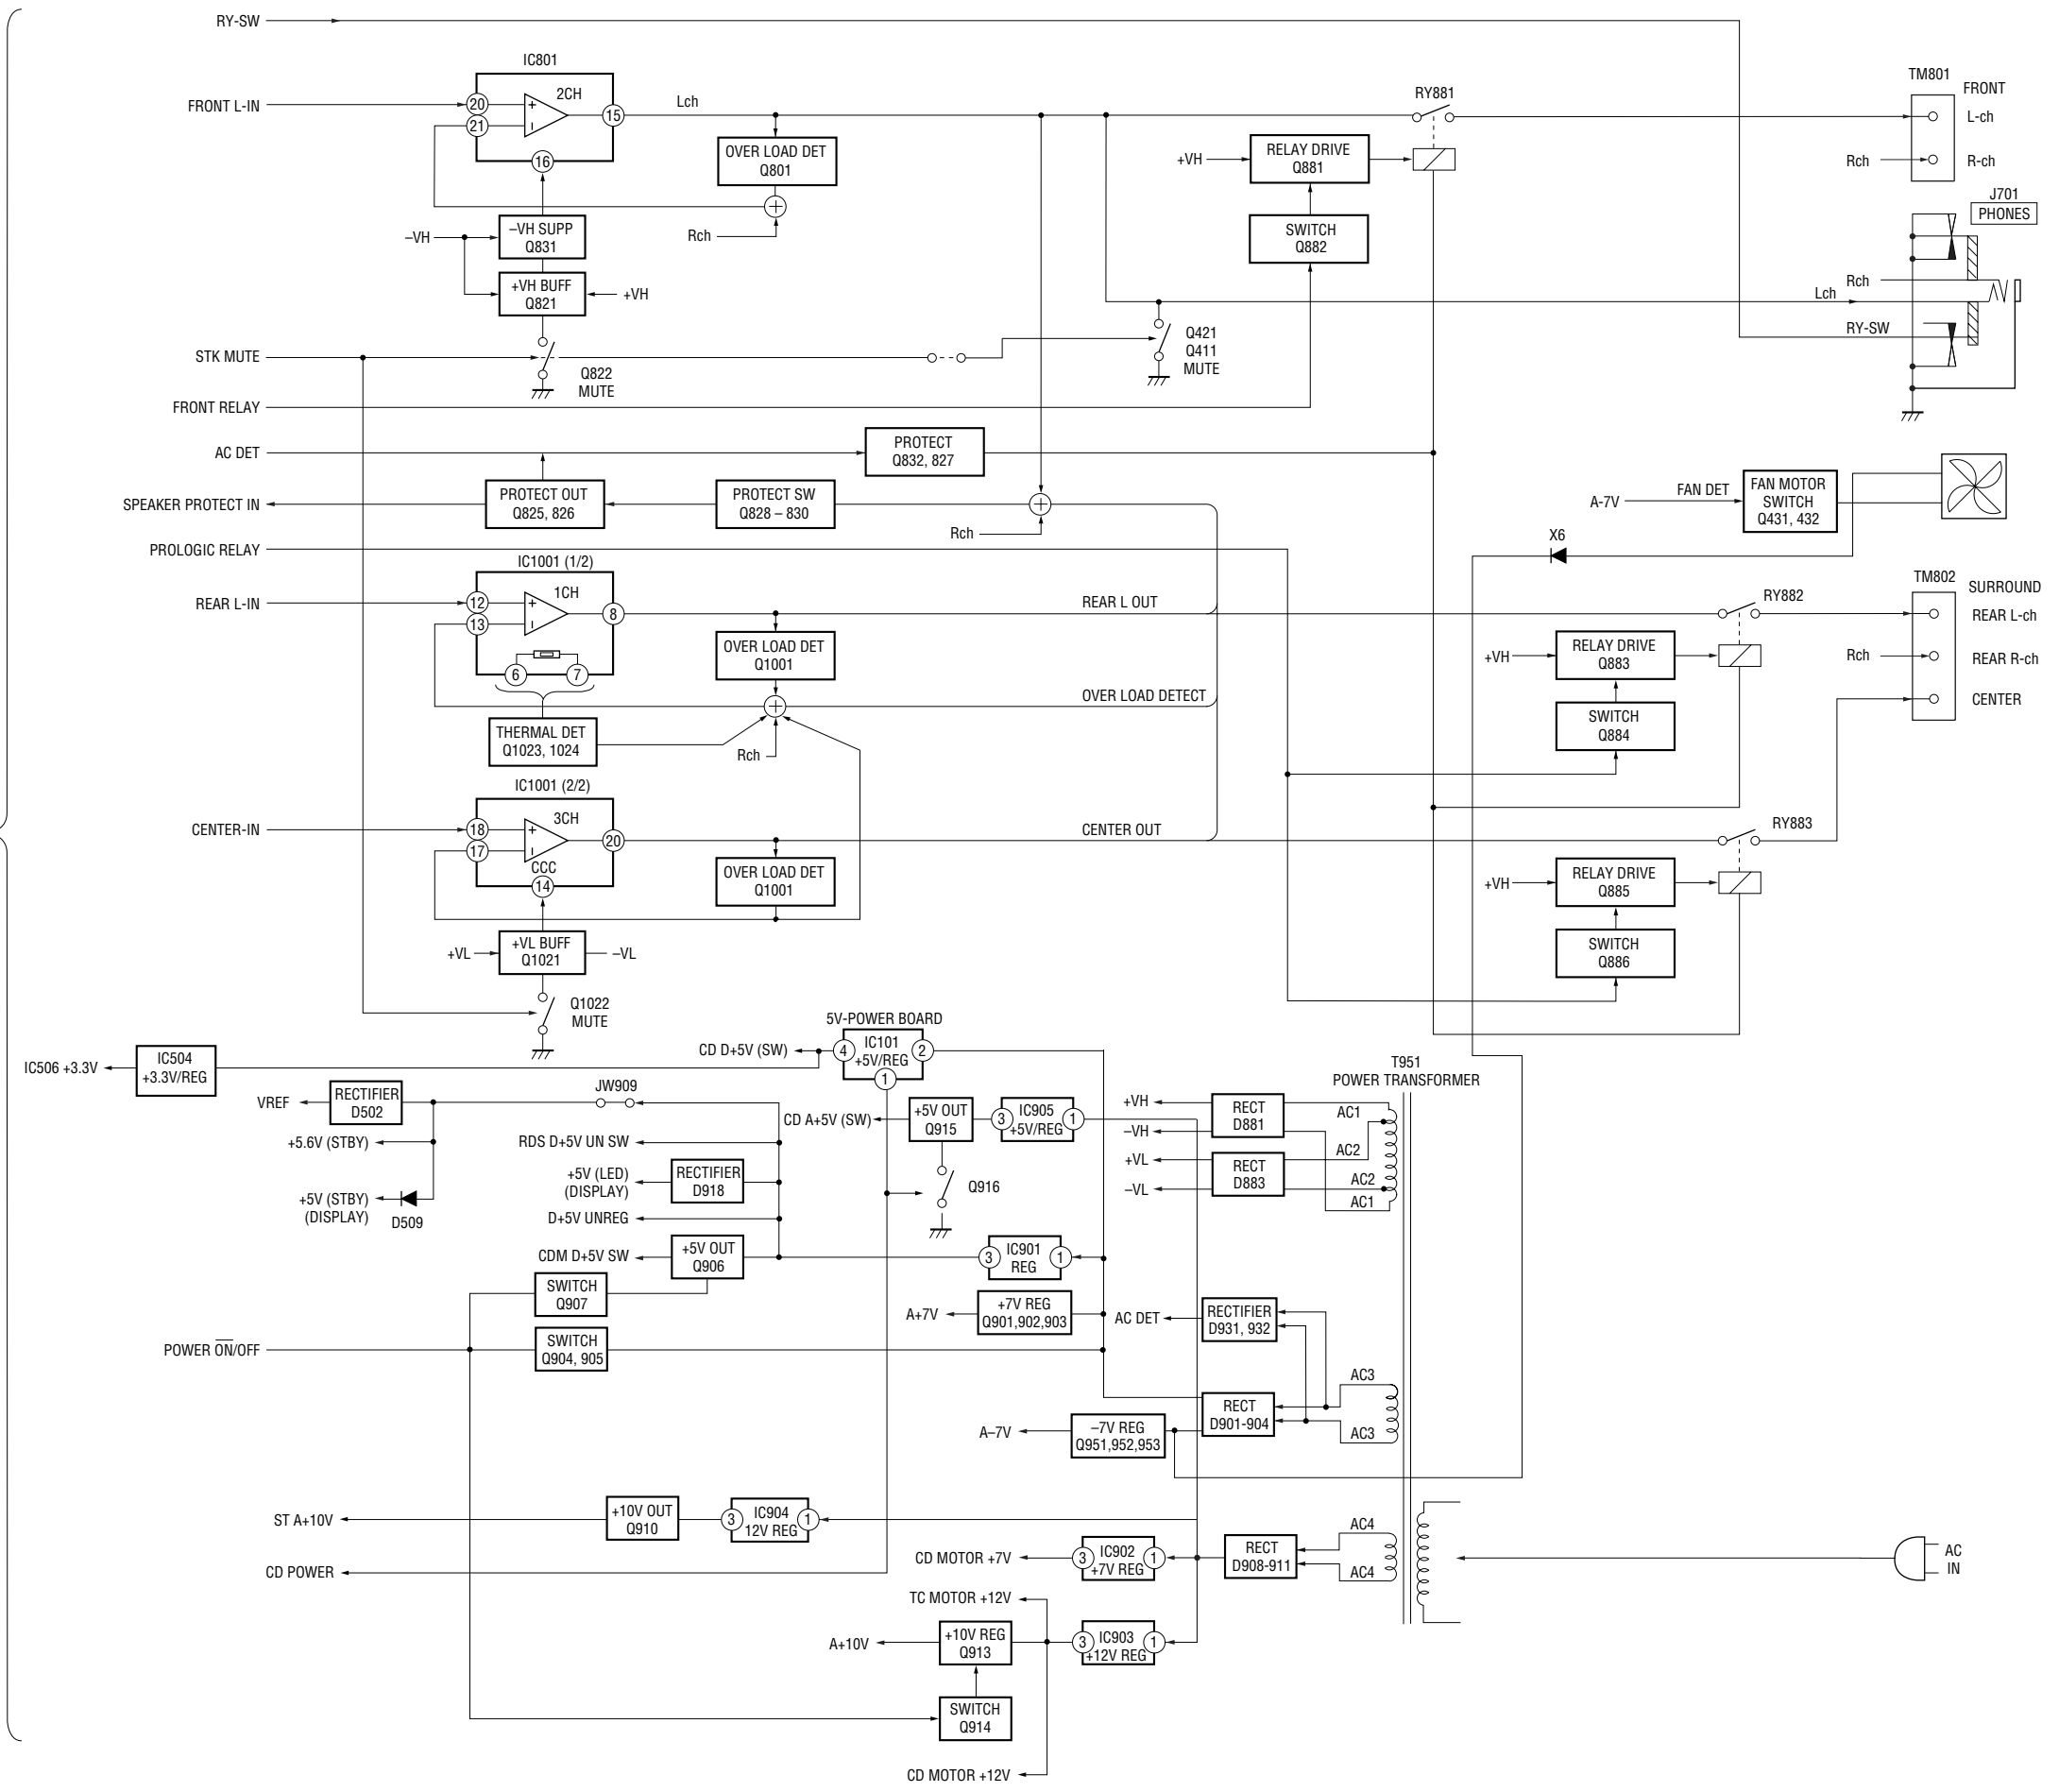 RY-SW
IC801
2CH
20
21
15
16
FRONT L-IN
Lch
OVER LOAD DET
Q801
Rch
–VH
–VH SUPP
Q831
+VH BUFF
Q821
+VH
STK MUTE
Q822
MUTE
Q421
Q411
MUTE
FRONT RELAY
RY881
+VH
RELAY DRIVE
Q881
SWITCH
Q882
TM801
FRONT
L-ch
Rch
R-ch
J701
PHONES
Rch
Lch
RY-SW
AC DET
PROTECT
Q832, 827
SPEAKER PROTECT IN
PROTECT OUT
Q825, 826
PROTECT SW
Q828 – 830
Rch
A-7V
FAN DET
FAN MOTOR
SWITCH
Q431, 432
X6
PROLOGIC RELAY
IC1001 (1/2)
1CH
12
13
8
6
7
REAR L-IN
REAR L OUT
OVER LOAD DET
Q1001
OVER LOAD DETECT
THERMAL DET
Q1023, 1024
Rch
RY882
+VH
RELAY DRIVE
Q883
SWITCH
Q884
TM802
SURROUND
REAR L-ch
Rch
REAR R-ch
CENTER
IC1001 (2/2)
3CH
18
17
20
CCC
14
CENTER-IN
CENTER OUT
OVER LOAD DET
Q1001
RY883
+VH
RELAY DRIVE
Q885
SWITCH
Q886
+VL
+VL BUFF
Q1021
–VL
Q1022
MUTE
5V-POWER BOARD
IC101
+5V/REG
4
2
1
CD D+5V (SW)
IC506 +3.3V
IC504
+3.3V/REG
VREF
RECTIFIER
D502
JW909
+5.6V (STBY)
+5V (STBY)
(DISPLAY)
D509
RDS D+5V UN SW
+5V (LED)
(DISPLAY)
RECTIFIER
D918
D+5V UNREG
CDM D+5V SW
+5V OUT
Q906
CD A+5V (SW)
+5V OUT
Q915
3
IC905
+5V/REG
1
Q916
3
IC901
REG
1
T951
POWER TRANSFORMER
+VH
–VH
RECT
D881
AC1
AC2
+VL
–VL
RECT
D883
AC2
AC1
SWITCH
Q907
A+7V
+7V REG
Q901,902,903
AC DET
RECTIFIER
D931, 932
POWER ON/OFF
SWITCH
Q904, 905
RECT
D901-904
AC3
AC3
A–7V
–7V REG
Q951,952,953
ST A+10V
+10V OUT
Q910
3
IC904
12V REG
1
CD MOTOR +7V
3
IC902
+7V REG
1
RECT
D908-911
AC4
AC4
AC
IN
CD POWER
TC MOTOR +12V
A+10V
+10V REG
Q913
3
IC903
+12V REG
1
SWITCH
Q914
CD MOTOR +12V